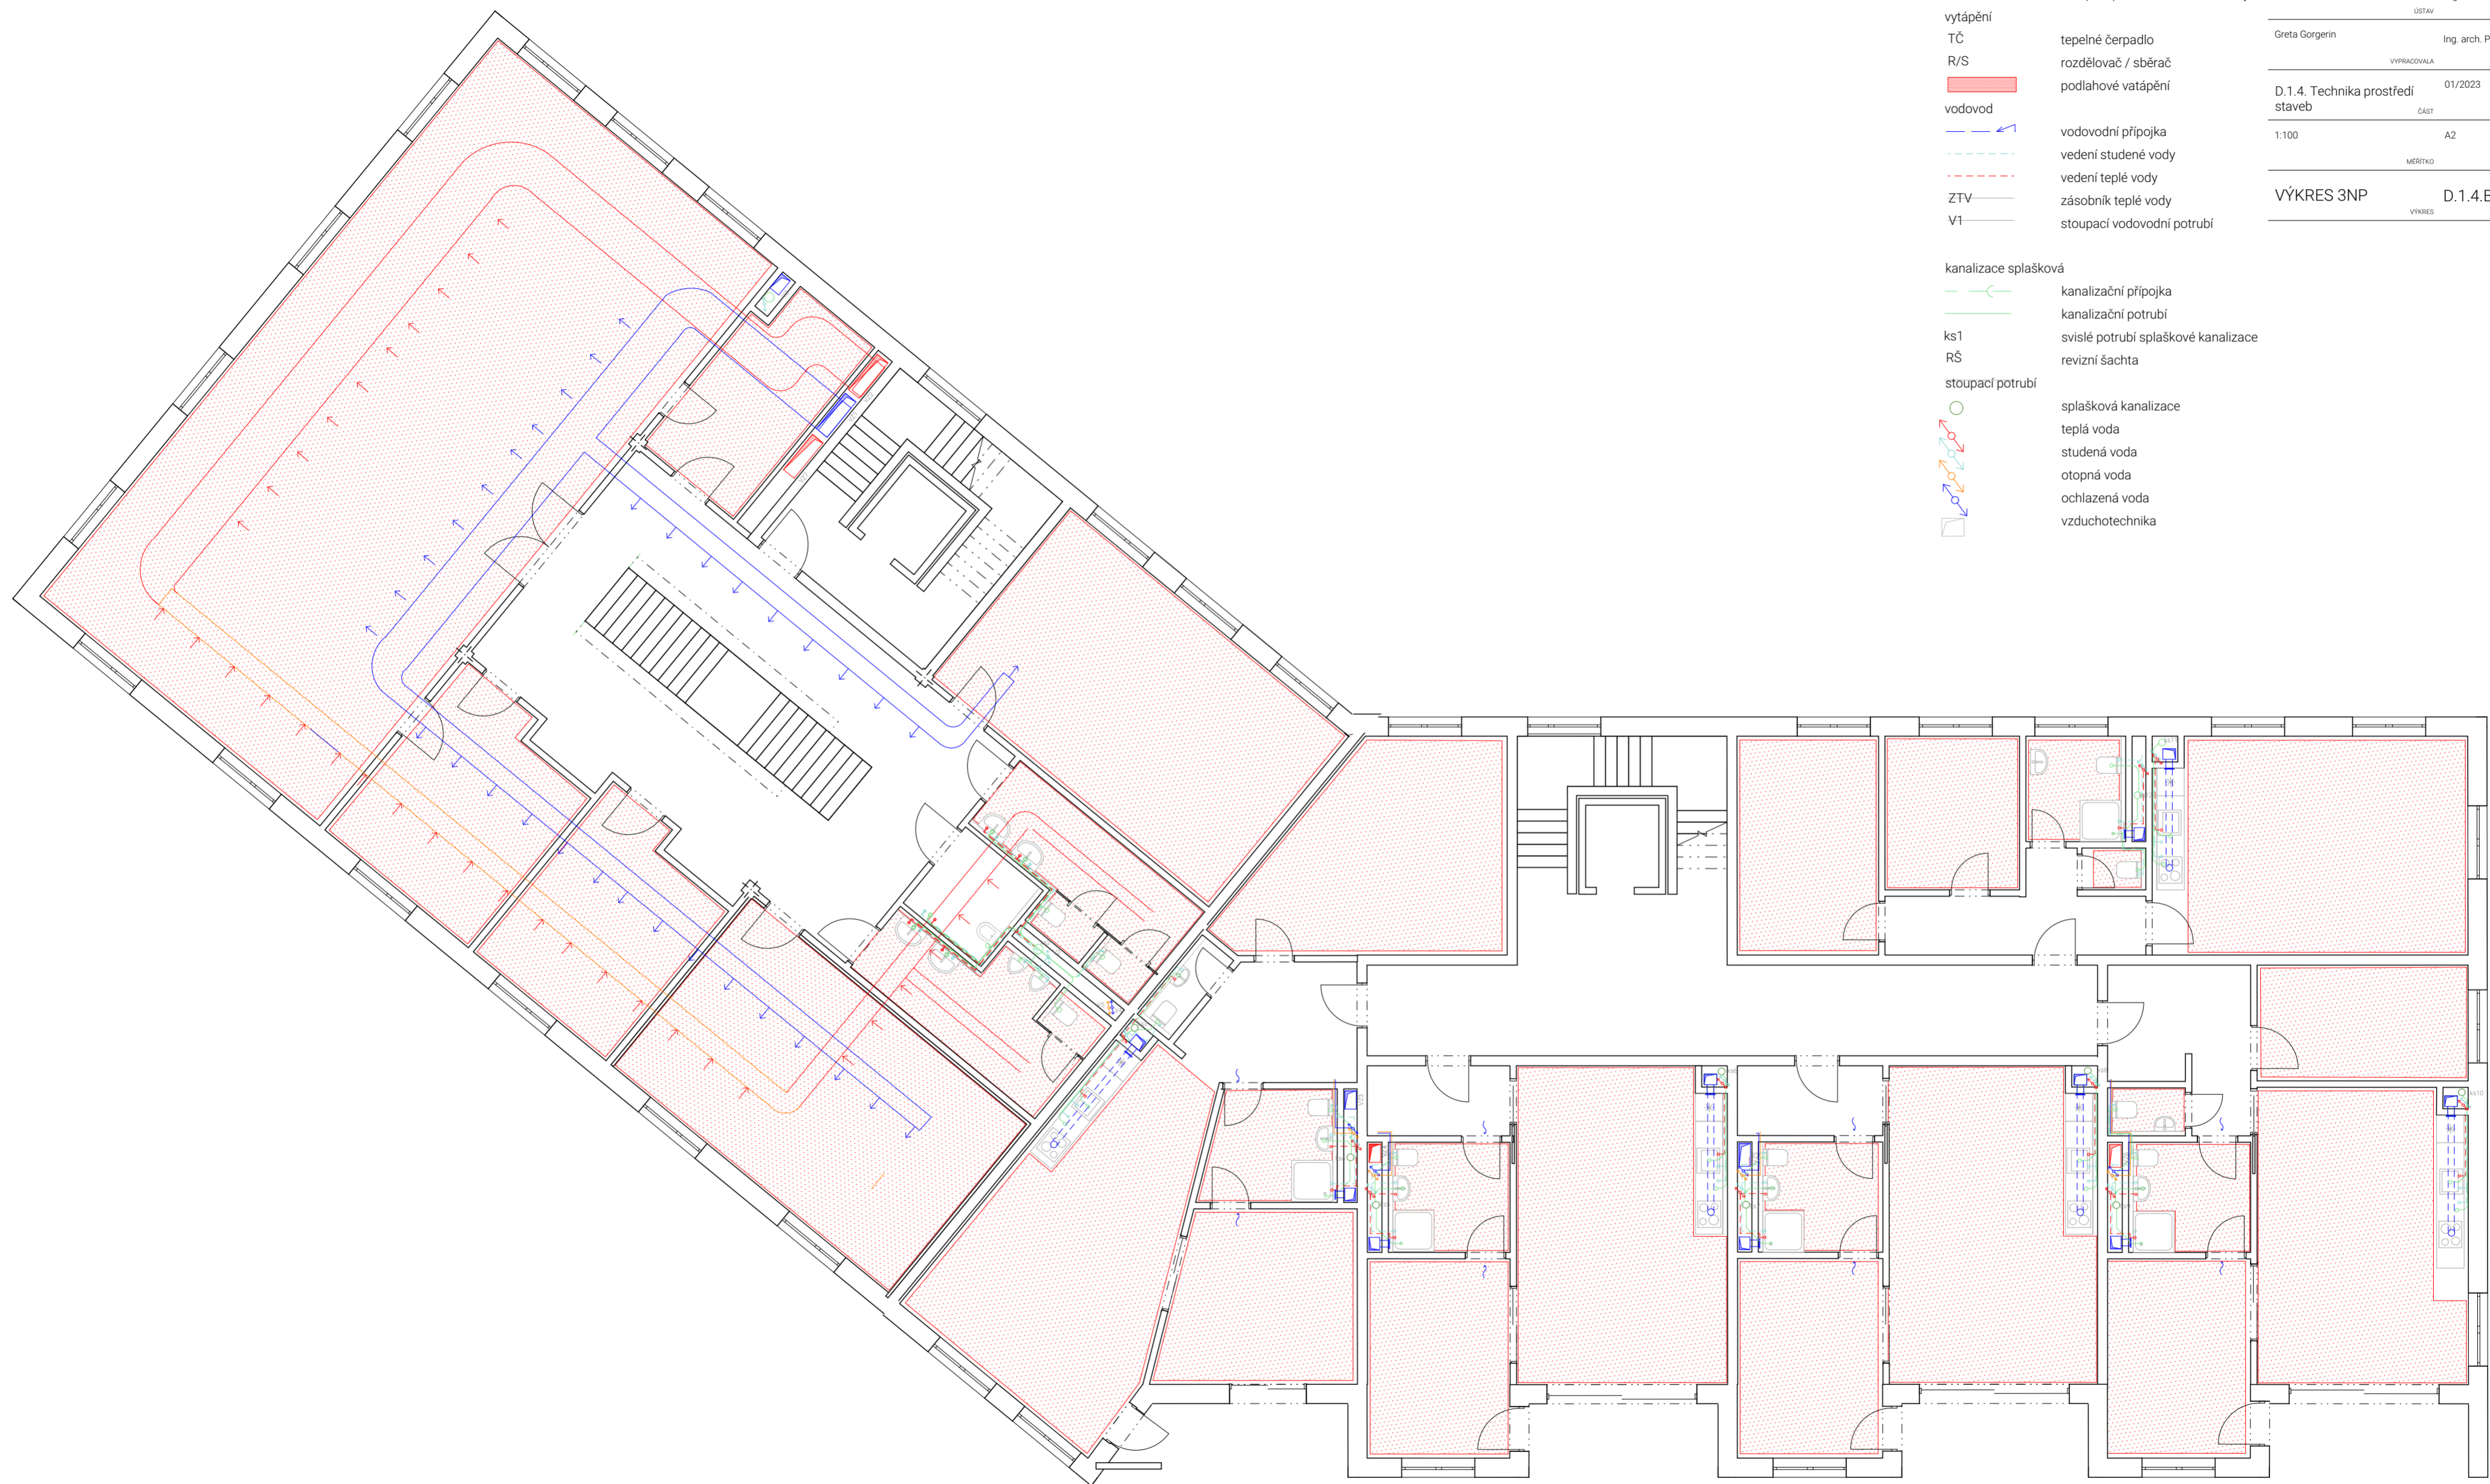 vytápění
TČ tepelné čerpadlo
R/S rozdělovač / sběrač
podlahové vatápění
vodovod
vodovodní přípojka
vedení studené vody
vedení teplé vody
ZTV zásobník teplé vody
V1 stoupací vodovodní potrubí
kanalizace splašková
kanalizační přípojka
kanalizační potrubí
ks1 svislé potrubí splaškové kanalizace
RŠ revizní šachta
stoupací potrubí
splašková kanalizace
teplá voda
studená voda
otopná voda
ochlazená voda
vzduchotechnika
ÚSTAV
Greta Gorgerin Ing. arch. P
VYPRACOVALA
D.1.4. Technika prostředí 01/2023
staveb
ČÁST
1:100 A2
MĚŘÍTKO
VÝKRES 3NP D.1.4.B
VÝKRES
VZ3
ks10